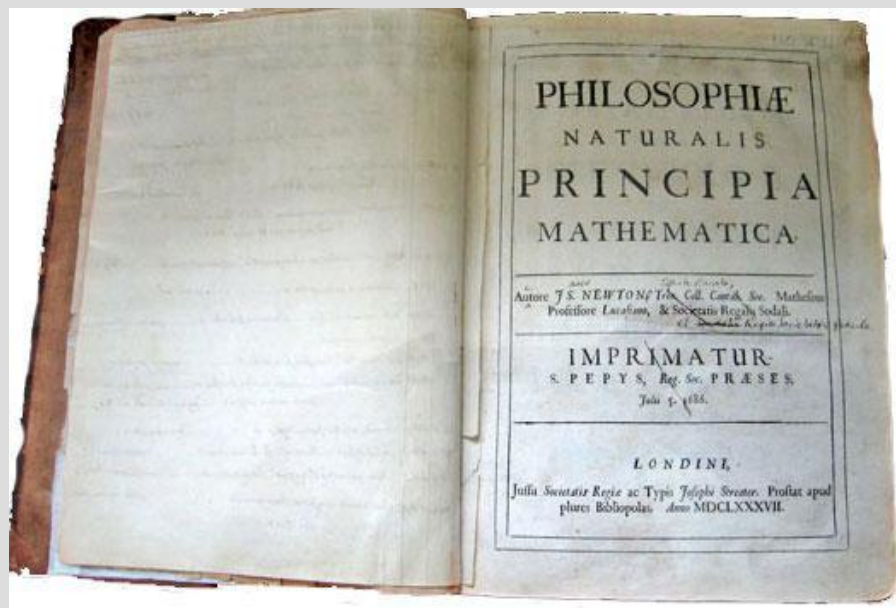 PHILOSOPHIÆ
NATURALIS
PRINCIPIA
MATHEMATICA.
Autore JS. NEWTON, Trin. Coll. Cantab. Soc. Matheseos
Professore Lucasiano, & Societatis Regalis Sodali.
IMPRIMATUR.
S. PEPYS, Reg. Soc. PRÆSES.
Julii 5. 1686.
LONDINI,
Jussu Societatis Regiæ ac Typis Josephi Streater. Prostat apud
plures Bibliopolas. Anno MDCLXXXVII.